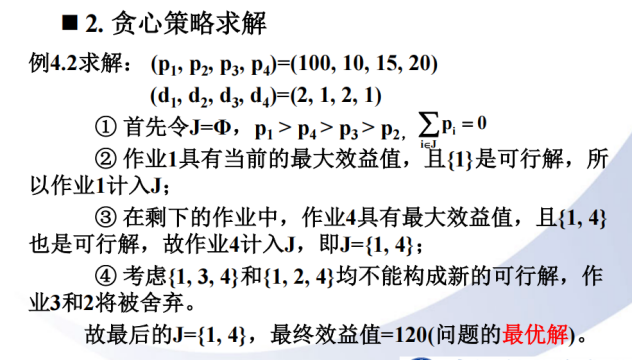 ■ 2. 贪心策略求解
例4.2求解： (p₁, p₂, p₃, p₄)=(100, 10, 15, 20)
(d₁, d₂, d₃, d₄)=(2, 1, 2, 1)
① 首先令J=Φ，p₁ > p₄ > p₃ > p₂， ∑pᵢ = 0
i∈J
② 作业1具有当前的最大效益值，且{1}是可行解，所
以作业1计入J；
③ 在剩下的作业中，作业4具有最大效益值，且{1, 4}
也是可行解，故作业4计入J，即J={1, 4}；
④ 考虑{1, 3, 4}和{1, 2, 4}均不能构成新的可行解，作
业3和2将被舍弃。
故最后的J={1, 4}，最终效益值=120(问题的最优解)。